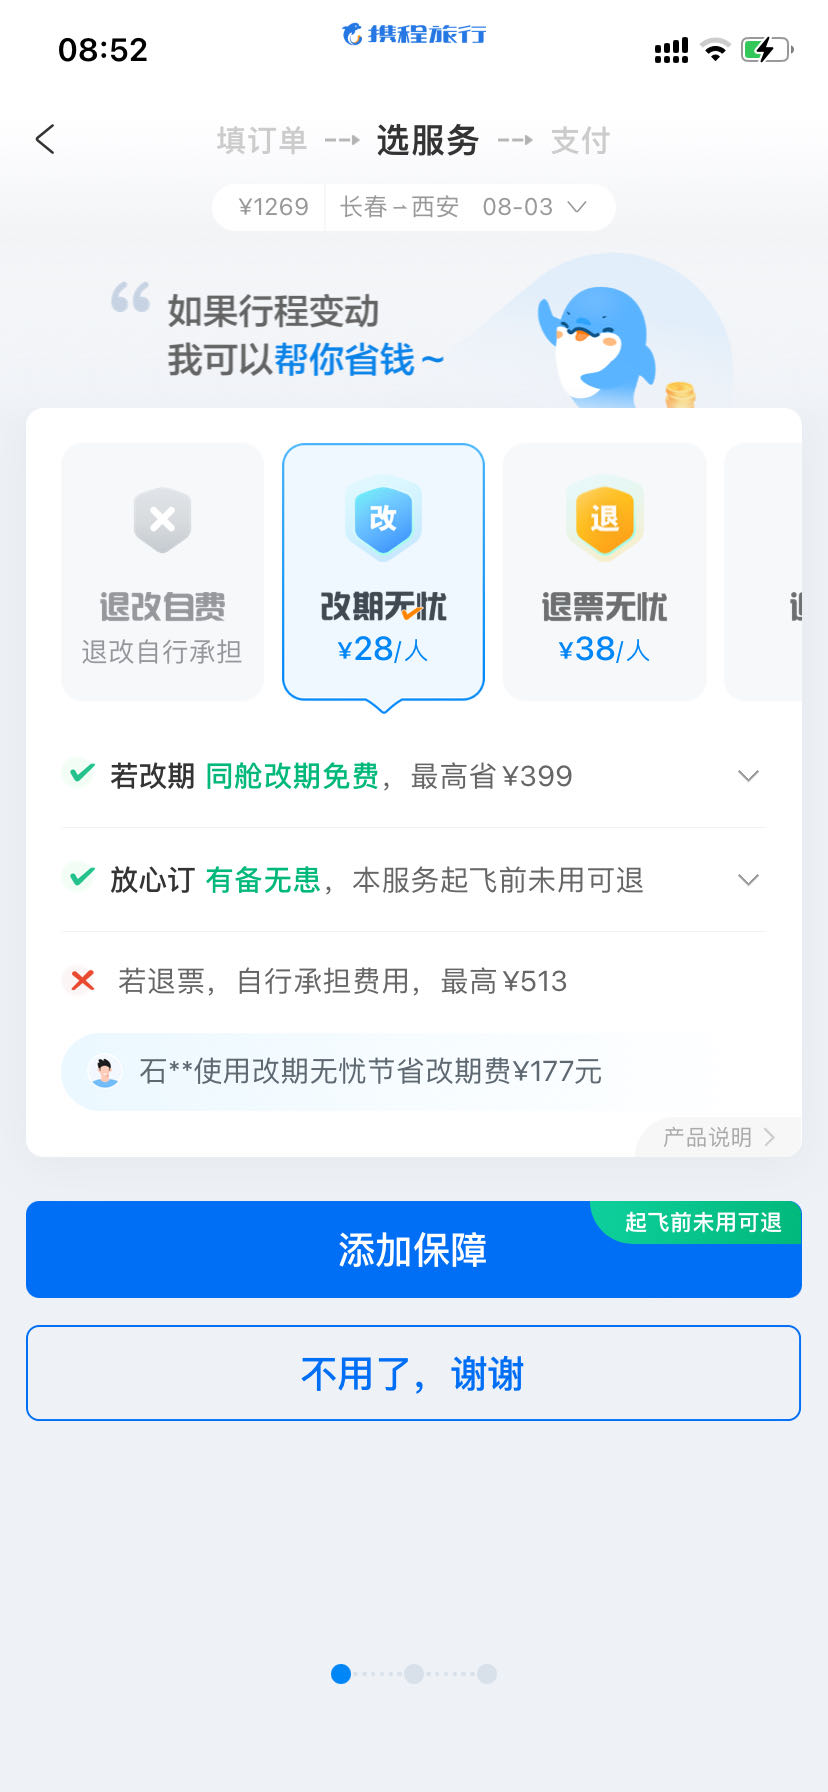 08:52
携程旅行
填订单 选服务 支付
¥1269 长春 西安 08-03
如果行程变动
我可以帮你省钱~
改 退
退改自费 改期无忧 退票无忧
退改自行承担 ¥28/人 ¥38/人
若改期 同舱改期免费，最高省¥399
放心订 有备无患，本服务起飞前未用可退
若退票，自行承担费用，最高¥513
石**使用改期无忧节省改期费¥177元
产品说明
起飞前未用可退
添加保障
不用了，谢谢